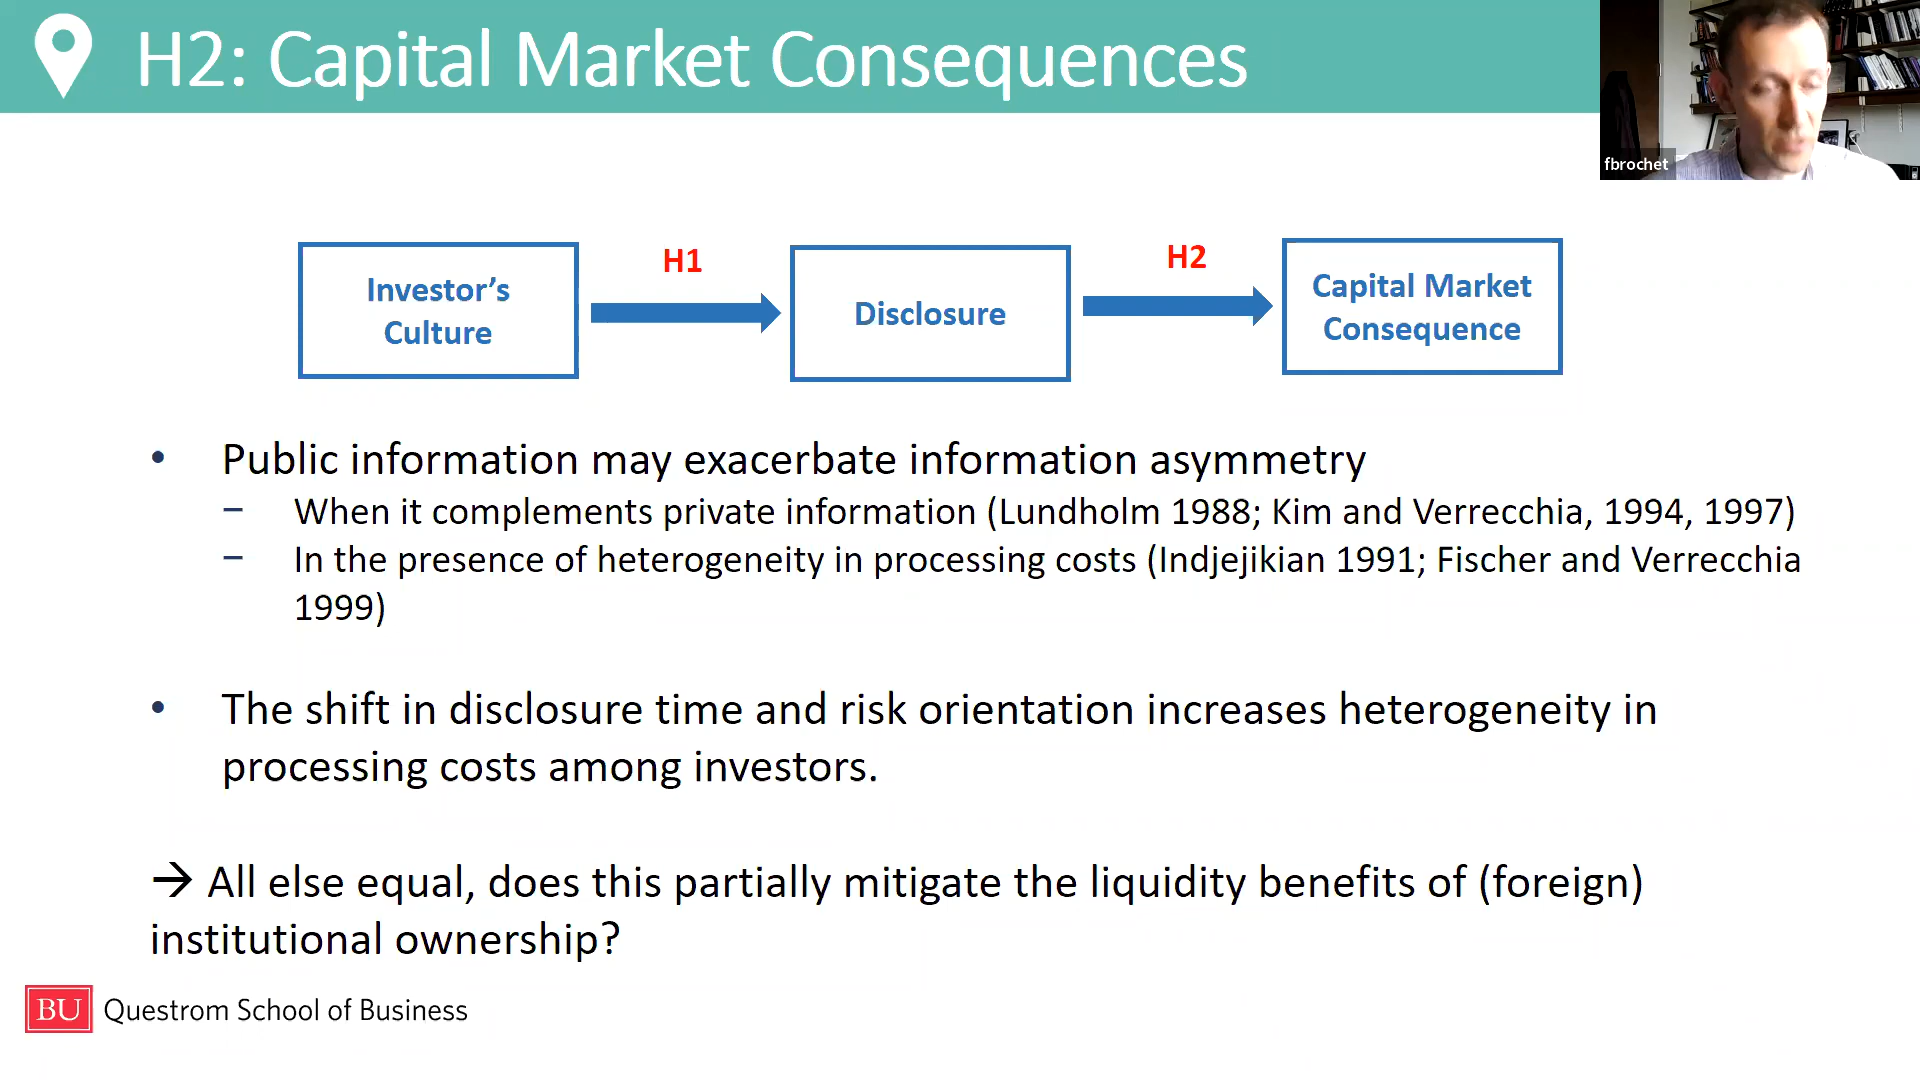 H2: Capital Market Consequences
fbrochet
Investor’s
Culture
H1
Disclosure
H2
Capital Market
Consequence
• Public information may exacerbate information asymmetry
– When it complements private information (Lundholm 1988; Kim and Verrecchia, 1994, 1997)
– In the presence of heterogeneity in processing costs (Indjejikian 1991; Fischer and Verrecchia
1999)
• The shift in disclosure time and risk orientation increases heterogeneity in
processing costs among investors.
→ All else equal, does this partially mitigate the liquidity benefits of (foreign)
institutional ownership?
BU Questrom School of Business